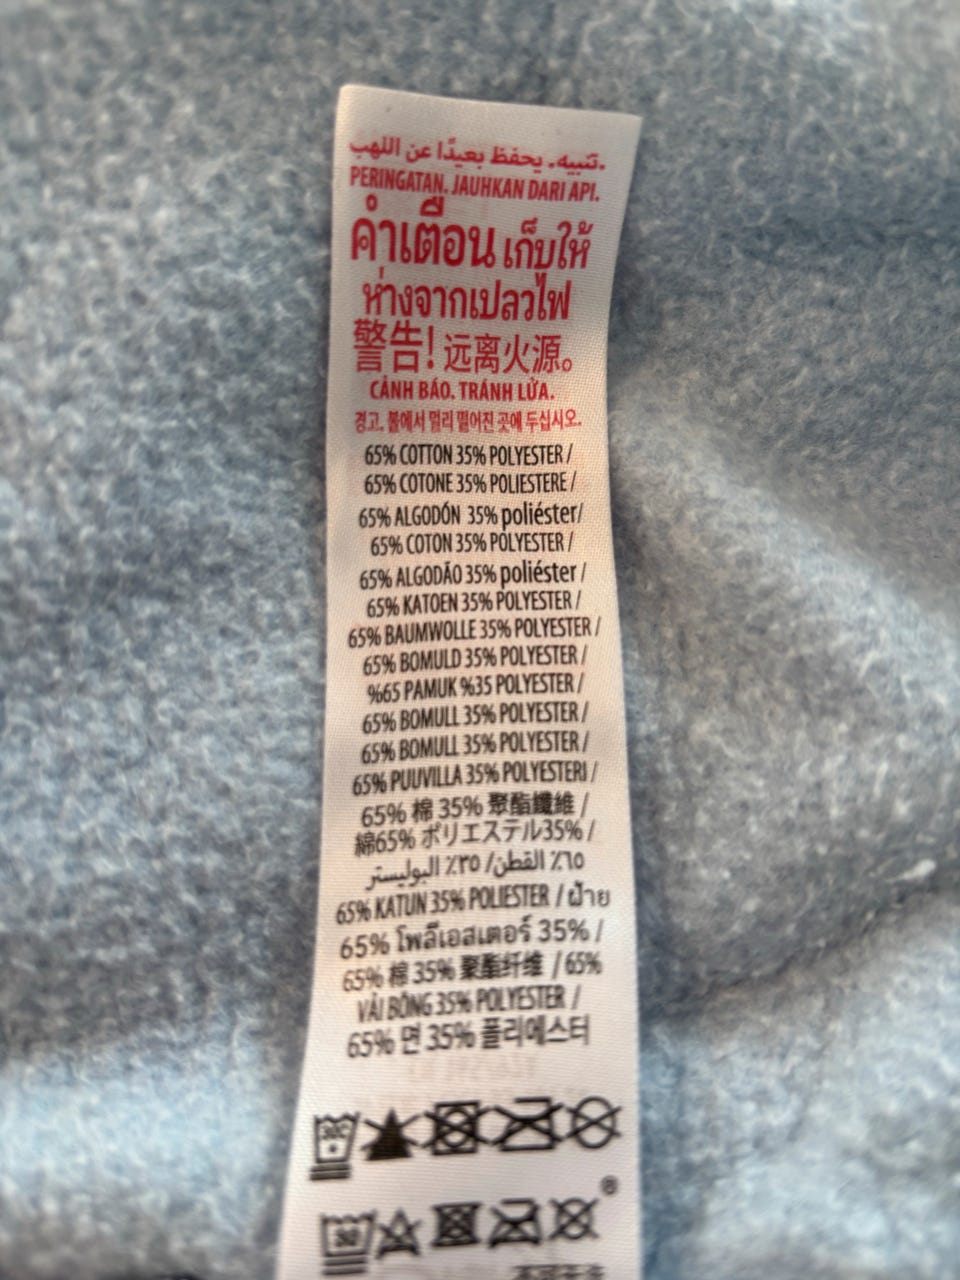 تنبيه. يحفظ بعيدًا عن اللهب.
PERINGATAN. JAUHKAN DARI API.
คำเตือน เก็บให้
ห่างจากเปลวไฟ
警告! 远离火源。
CẢNH BÁO. TRÁNH LỬA.
경고. 불에서 멀리 떨어진 곳에 두십시오.
65% COTTON 35% POLYESTER /
65% COTONE 35% POLIESTERE /
65% ALGODÓN 35% poliéster/
65% COTON 35% POLYESTER /
65% ALGODÃO 35% poliéster /
65% KATOEN 35% POLYESTER /
65% BAUMWOLLE 35% POLYESTER /
65% BOMULD 35% POLYESTER /
%65 PAMUK %35 POLYESTER /
65% BOMULL 35% POLYESTER /
65% BOMULL 35% POLYESTER /
65% PUUVILLA 35% POLYESTERI /
65% 棉 35% 聚酯纖維 /
綿65% ポリエステル35% /
٦٥٪ القطن/ ٣٥٪ البوليستر
65% KATUN 35% POLIESTER / ฝ้าย
65% โพลีเอสเตอร์ 35% /
65% 棉 35% 聚酯纤维 / 65%
VẢI BÔNG 35% POLYESTER /
65% 면 35% 폴리에스터
30C
®
30